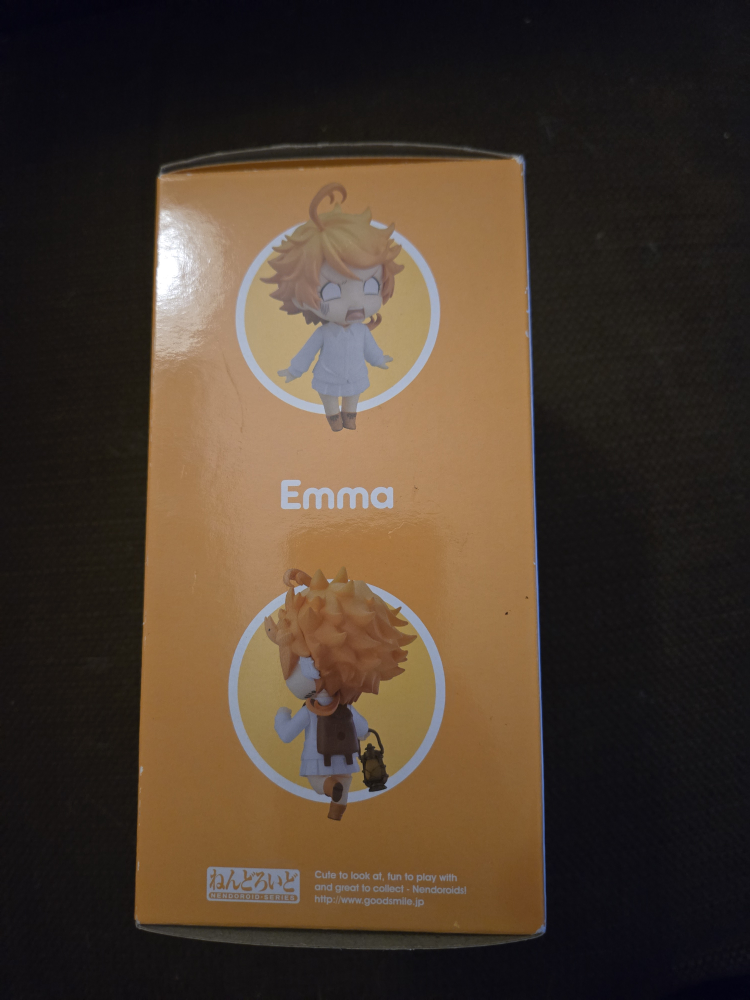 Emma
ねんどろいど
NENDOROID-SERIES
Cute to look at, fun to play with
and great to collect - Nendoroids!
http://www.goodsmile.jp